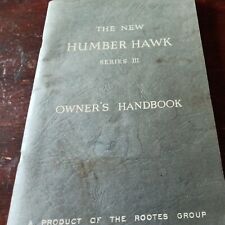 THE NEW
HUMBER HAWK
SERIES III
OWNER'S HANDBOOK
A PRODUCT OF THE ROOTES GROUP